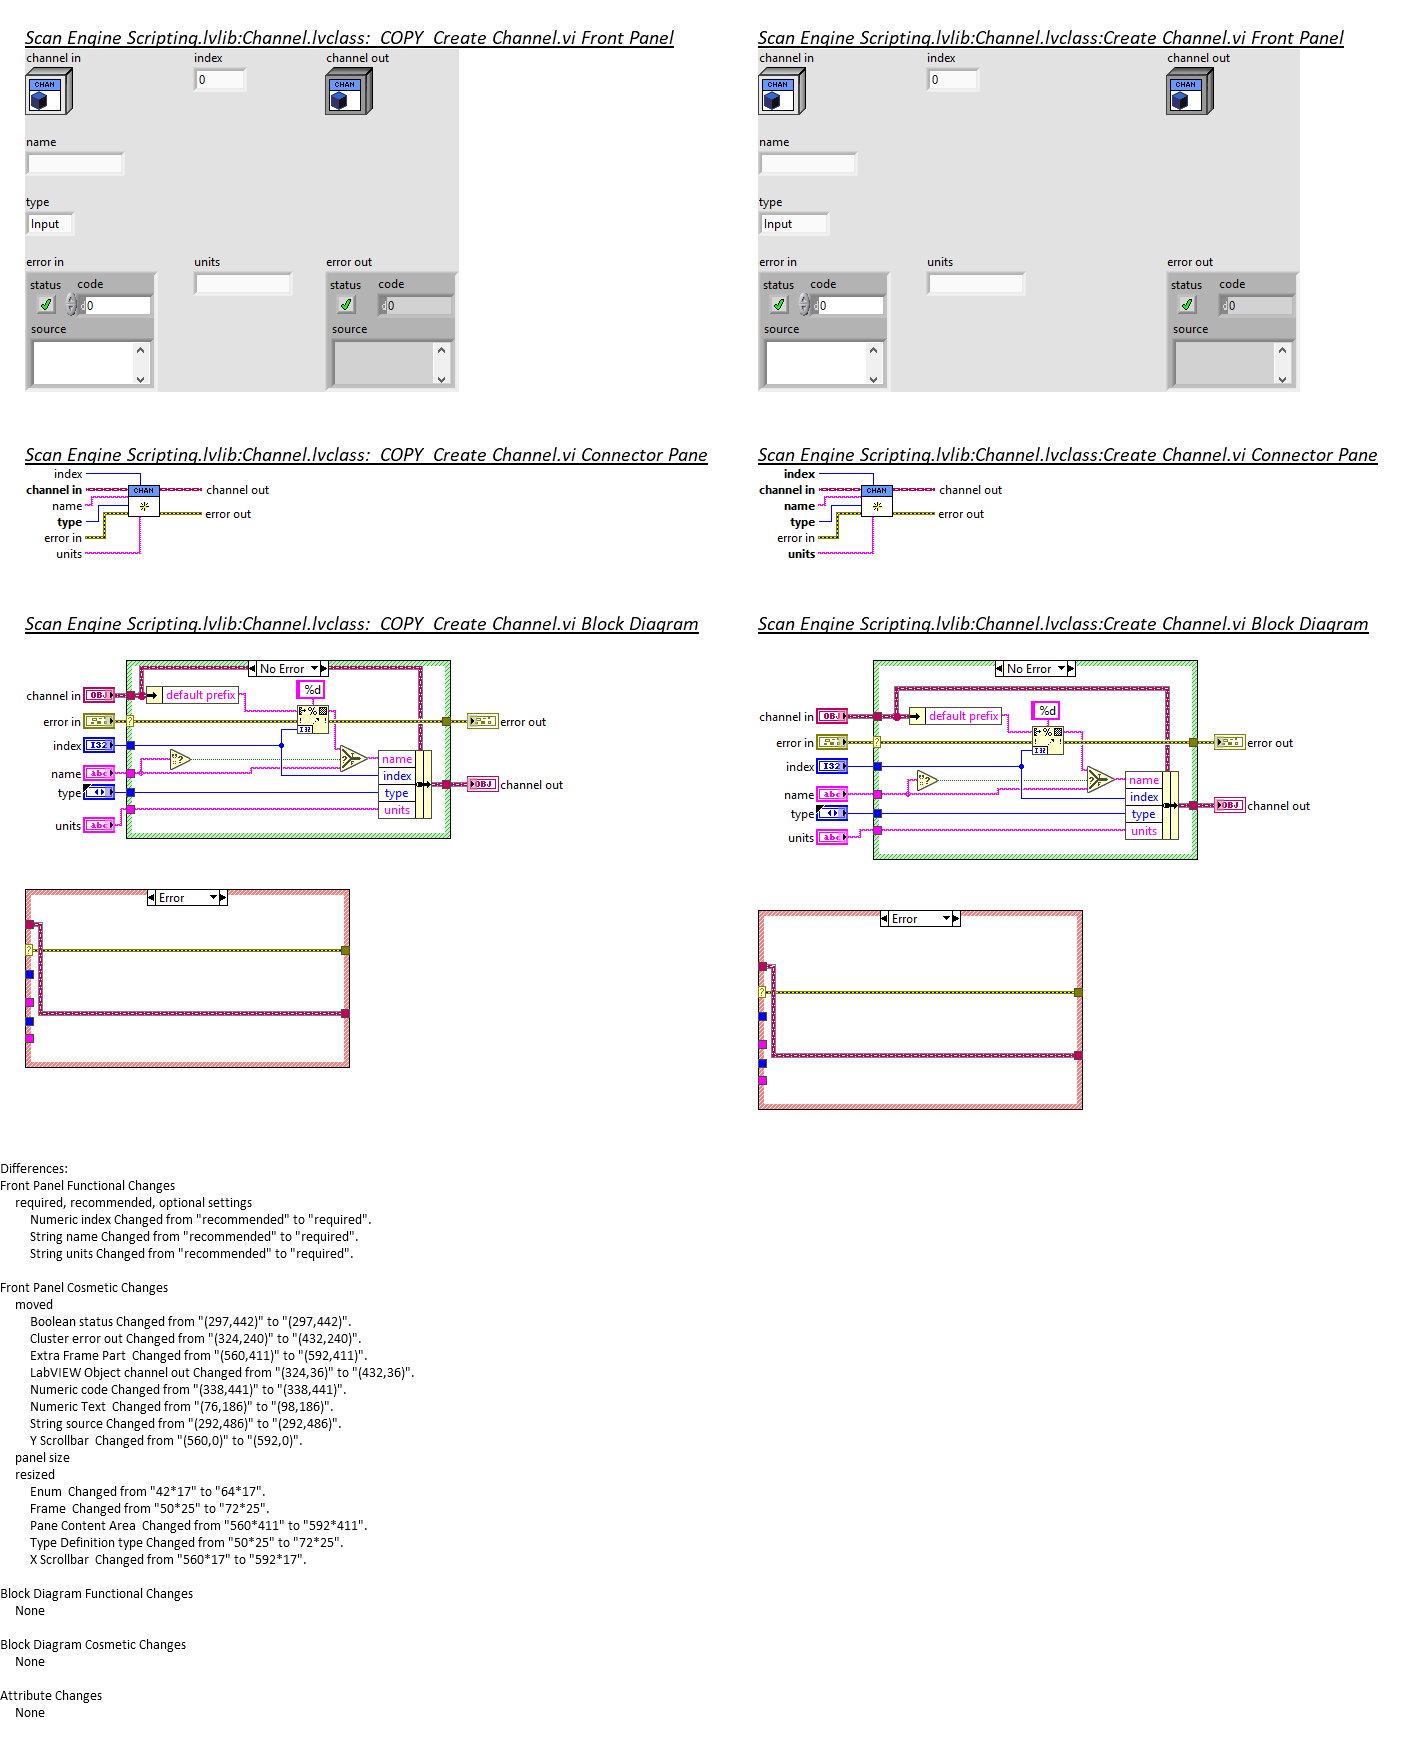 Scan Engine Scripting.lvlib:Channel.lvclass:_COPY_Create Channel.vi Front Panel
channel in
index
channel out
CHAN
0
CHAN
name
type
Input
error in
units
error out
status
code
status
code
0
0
source
source
Scan Engine Scripting.lvlib:Channel.lvclass:Create Channel.vi Front Panel
channel in
index
channel out
CHAN
0
CHAN
name
type
Input
error in
units
error out
status
code
status
code
d
0
d
0
source
source
Scan Engine Scripting.lvlib:Channel.lvclass:_COPY_Create Channel.vi Connector Pane
index
channel in
CHAN
channel out
name
type
error out
error in
units
Scan Engine Scripting.lvlib:Channel.lvclass:Create Channel.vi Connector Pane
index
channel in
CHAN
channel out
name
type
error out
error in
units
Scan Engine Scripting.lvlib:Channel.lvclass:_COPY_Create Channel.vi Block Diagram
No Error
channel in
OBJ
default prefix
%d
error in
?
%
I32
error out
index
I32
name
abc
?
name
index
type
type
units
units
abc
OBJ
channel out
Error
?
Scan Engine Scripting.lvlib:Channel.lvclass:Create Channel.vi Block Diagram
No Error
channel in
OBJ
default prefix
%d
error in
?
%
I32
error out
index
I32
name
abc
?
name
index
type
type
units
units
abc
OBJ
channel out
Error
?
Differences:
Front Panel Functional Changes
required, recommended, optional settings
Numeric index Changed from "recommended" to "required".
String name Changed from "recommended" to "required".
String units Changed from "recommended" to "required".
Front Panel Cosmetic Changes
moved
Boolean status Changed from "(297,442)" to "(297,442)".
Cluster error out Changed from "(324,240)" to "(432,240)".
Extra Frame Part  Changed from "(560,411)" to "(592,411)".
LabVIEW Object channel out Changed from "(324,36)" to "(432,36)".
Numeric code Changed from "(338,441)" to "(338,441)".
Numeric Text  Changed from "(76,186)" to "(98,186)".
String source Changed from "(292,486)" to "(292,486)".
Y Scrollbar  Changed from "(560,0)" to "(592,0)".
panel size
resized
Enum  Changed from "42*17" to "64*17".
Frame  Changed from "50*25" to "72*25".
Pane Content Area  Changed from "560*411" to "592*411".
Type Definition type Changed from "50*25" to "72*25".
X Scrollbar  Changed from "560*17" to "592*17".
Block Diagram Functional Changes
None
Block Diagram Cosmetic Changes
None
Attribute Changes
None